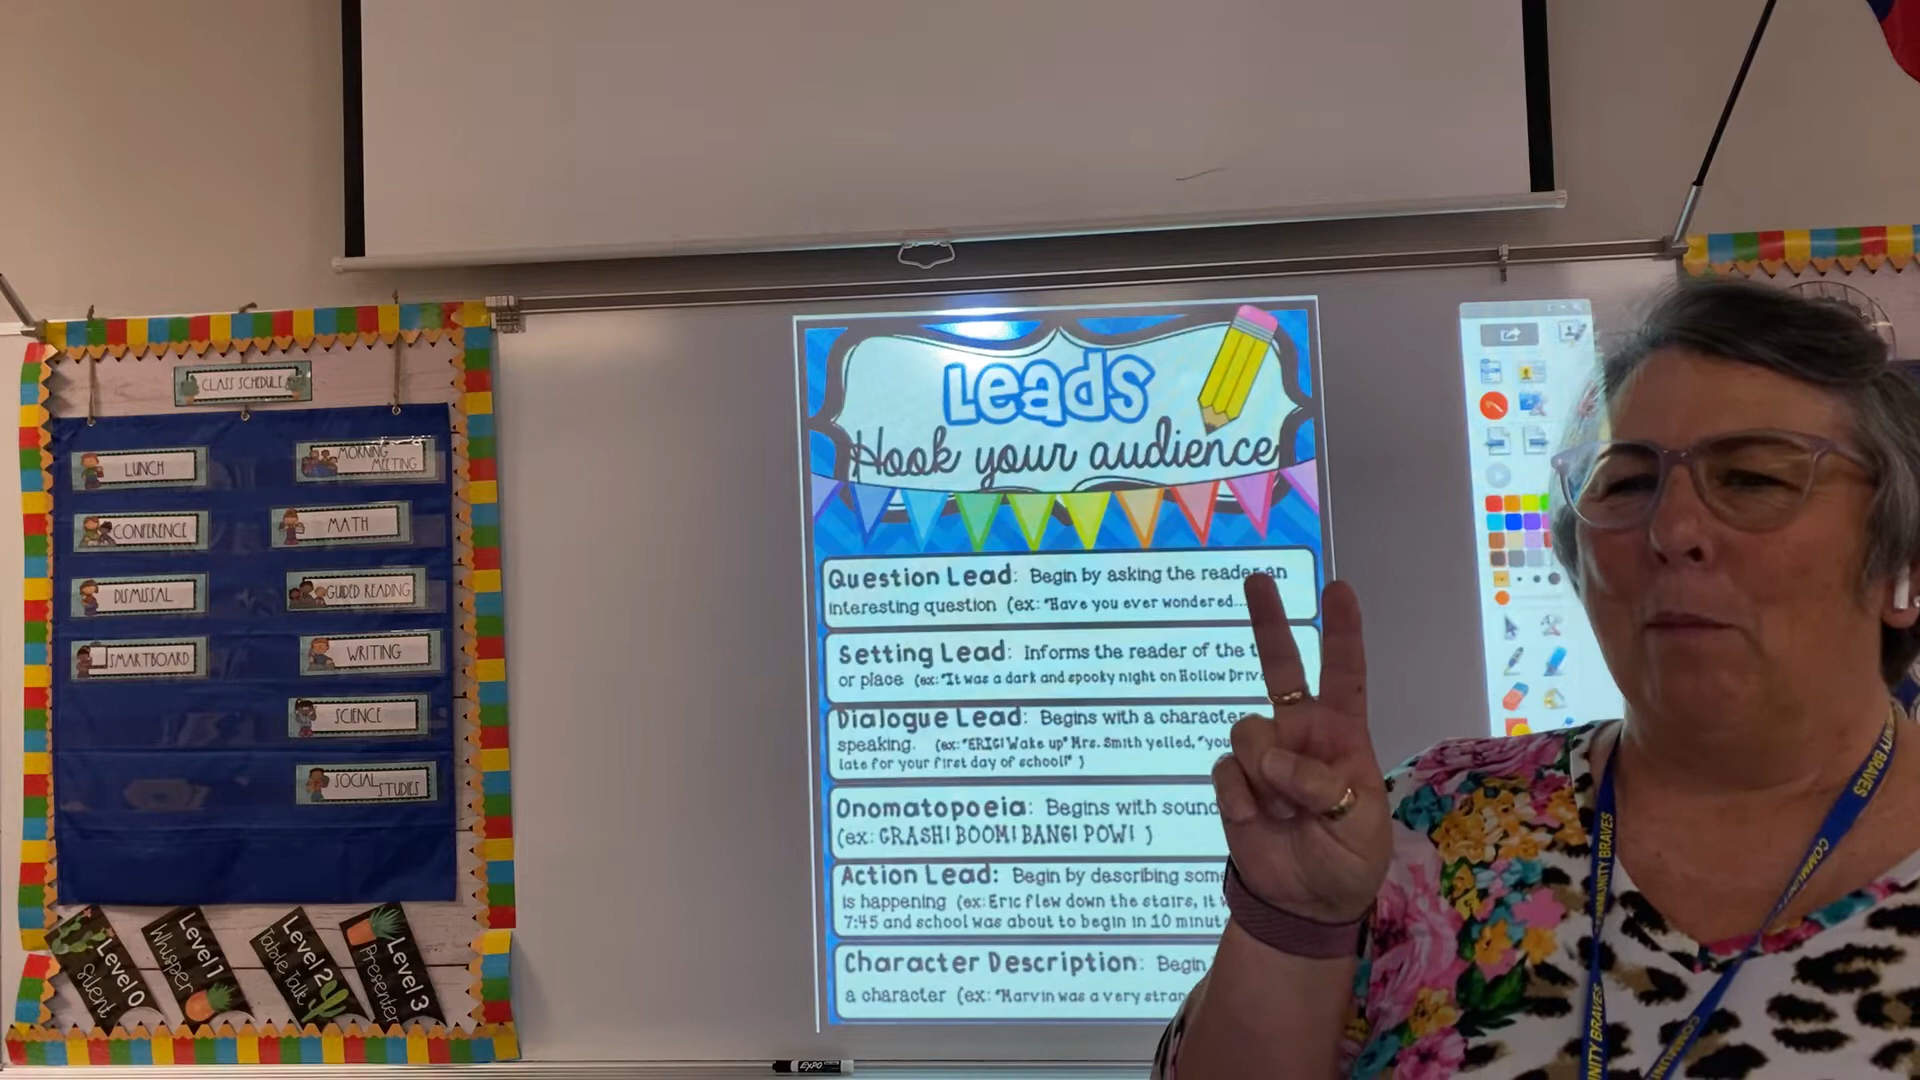 CLASS SCHEDULE
LUNCH
CONFERENCE
DISMISSAL
SMARTBOARD
MORNING
MEETING
MATH
GUIDED READING
WRITING
SCIENCE
SOCIAL
STUDIES
Level 0
Silent
Level 1
Whisper
Level 2
Table Talk
Level 3
Presenter
Leads
Hook your audience
Question Lead: Begin by asking the reader an
interesting question (ex: "Have you ever wondered...
Setting Lead: Informs the reader of the
or place (ex: "It was a dark and spooky night on Hollow
Dialogue Lead: Begins with a character
speaking. (ex: "ERIC! Wake up" Mrs. Smith yelled, "you
late for your first day of school!" )
Onomatopoeia: Begins with
(ex: CRASH! BOOM! BANG! POW! )
Action Lead: Begin by describing
is happening (ex: Eric flew down the stairs, it
7:45 and school was about to begin in 10
Character Description: Begin
a character (ex: "Marvin was a very
EXPO
BRAVES
BRAVES